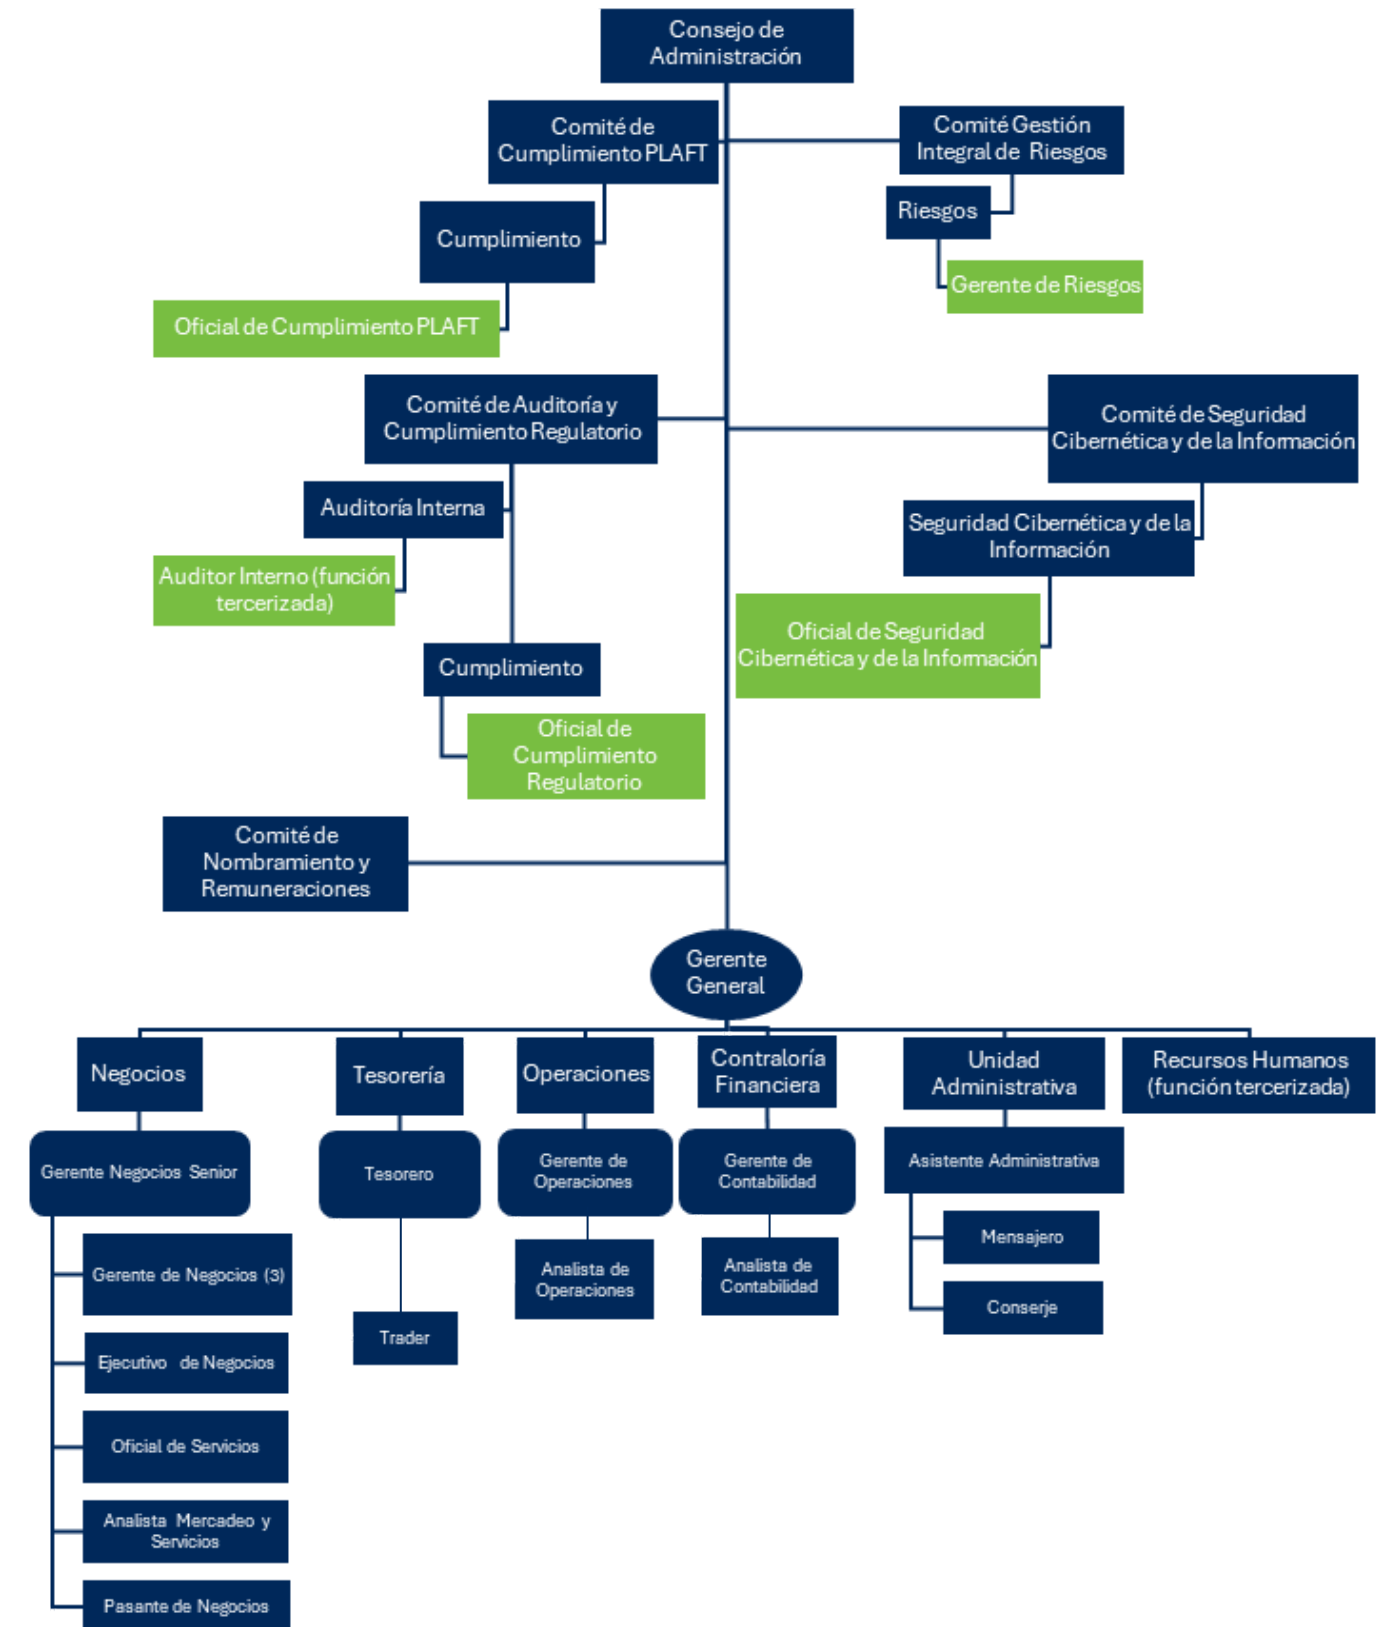 Consejo de
Administración
Comité de
Cumplimiento PLAFT
Comité Gestión
Integral de Riesgos
Cumplimiento
Riesgos
Oficial de Cumplimiento PLAFT
Gerente de Riesgos
Comité de Auditoría y
Cumplimiento Regulatorio
Comité de Seguridad
Cibernética y de la Información
Auditoría Interna
Seguridad Cibernética y de la
Información
Auditor Interno (función
tercerizada)
Oficial de Seguridad
Cibernética y de la Información
Cumplimiento
Oficial de
Cumplimiento
Regulatorio
Comité de
Nombramiento y
Remuneraciones
Gerente
General
Negocios
Tesorería
Operaciones
Contraloría
Financiera
Unidad
Administrativa
Recursos Humanos
(función tercerizada)
Gerente Negocios Senior
Tesorero
Gerente de
Operaciones
Gerente de
Contabilidad
Asistente Administrativa
Gerente de Negocios (3)
Trader
Analista de
Operaciones
Analista de
Contabilidad
Mensajero
Conserje
Ejecutivo de Negocios
Oficial de Servicios
Analista Mercadeo y
Servicios
Pasante de Negocios